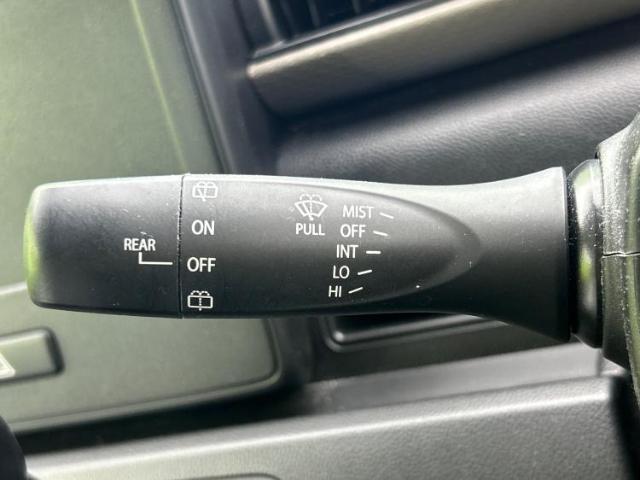 REAR
ON
OFF
PULL
MIST
OFF
INT
LO
HI